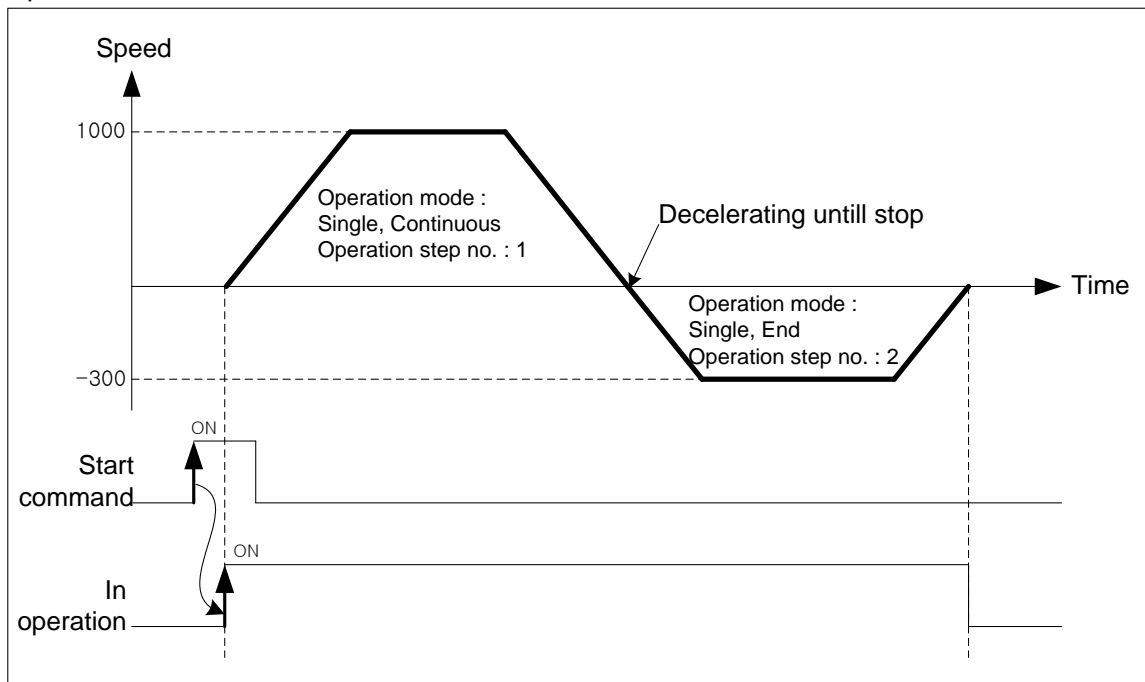 Speed
1000
Operation mode :
Single, Continuous
Operation step no. : 1
Decelerating untill stop
Time
Operation mode :
Single, End
Operation step no. : 2
-300
ON
Start
command
ON
In
operation